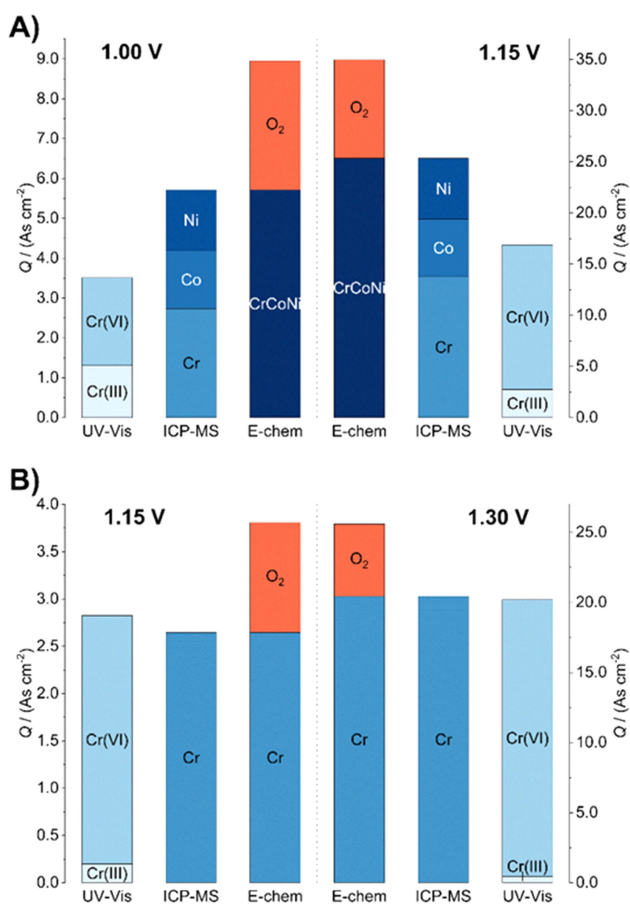 A)
1.00 V
1.15 V
9.0
8.0
7.0
6.0
5.0
4.0
3.0
2.0
1.0
0.0
Q / (As cm⁻²)
Cr(VI)
Cr(III)
Ni
Co
Cr
O₂
CrCoNi
O₂
CrCoNi
Ni
Co
Cr
Cr(VI)
Cr(III)
35.0
30.0
25.0
20.0
15.0
10.0
5.0
0.0
Q / (As cm⁻²)
UV-Vis ICP-MS E-chem E-chem ICP-MS UV-Vis
B)
1.15 V
1.30 V
4.0
3.5
3.0
2.5
2.0
1.5
1.0
0.5
0.0
Q / (As cm⁻²)
Cr(VI)
Cr(III)
Cr
O₂
Cr
O₂
Cr
Cr
Cr(VI)
Cr(III)
25.0
20.0
15.0
10.0
5.0
0.0
Q / (As cm⁻²)
UV-Vis ICP-MS E-chem E-chem ICP-MS UV-Vis